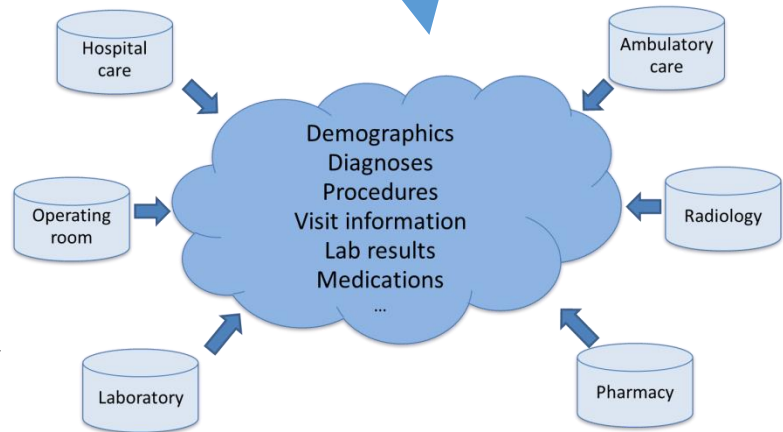 Hospital
care
Ambulatory
care
Demographics
Diagnoses
Procedures
Visit information
Lab results
Medications
...
Operating
room
Radiology
Laboratory
Pharmacy